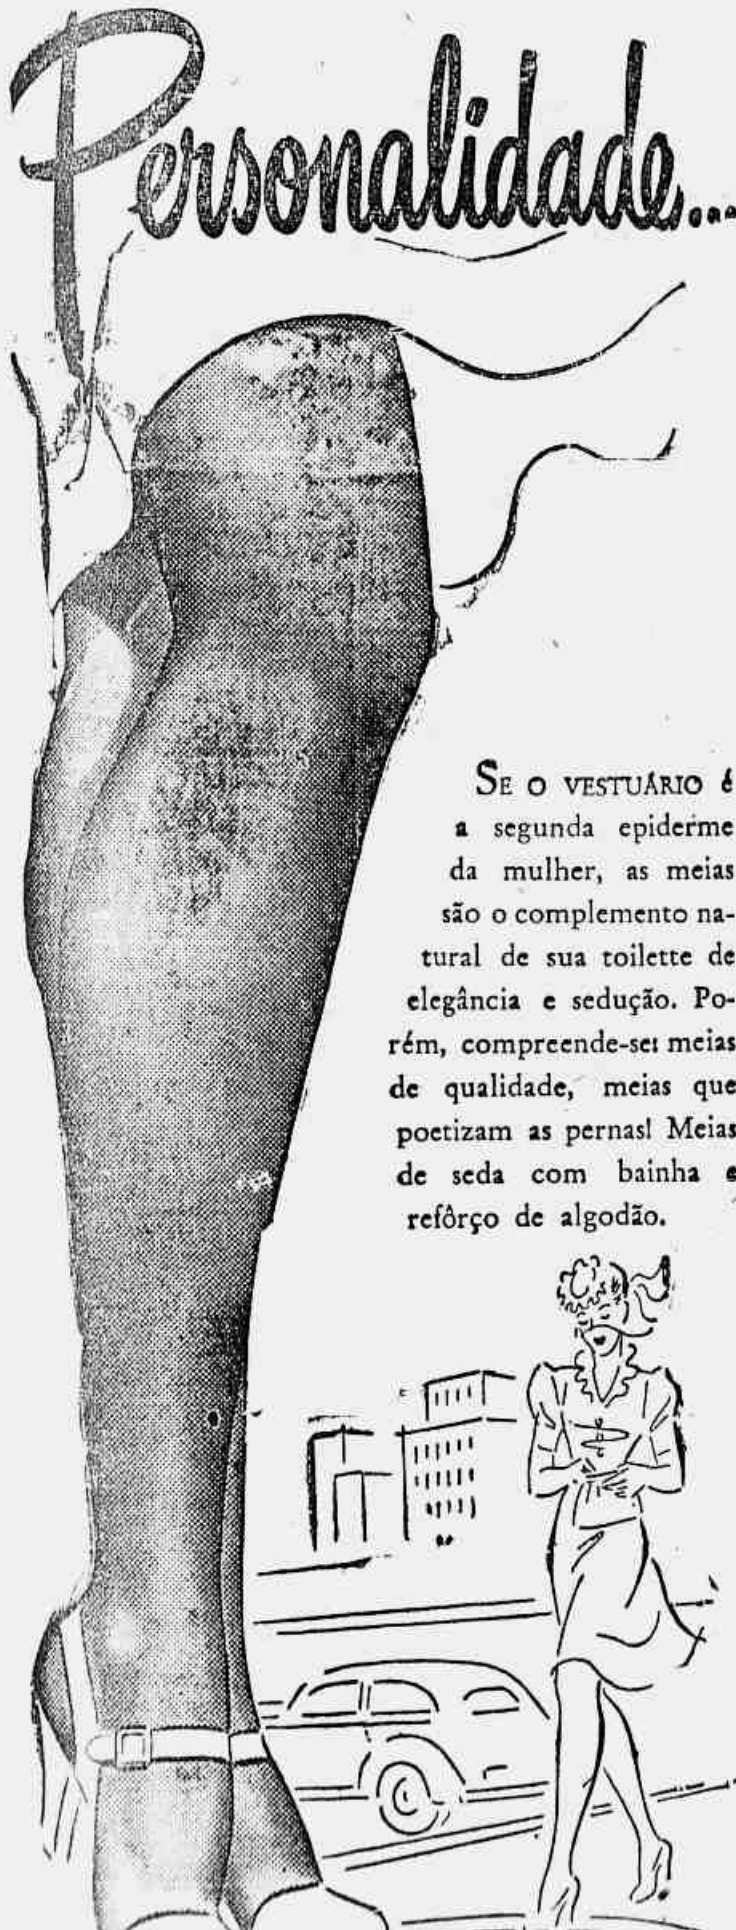 Personalidade...
SE O VESTUÁRIO é
a segunda epiderme
da mulher, as meias
são o complemento na-
tural de sua toilette de
elegância e sedução. Po-
rém, compreende-se: meias
de qualidade, meias que
poetizam as pernas! Meias
de seda com bainha e
refôrço de algodão.